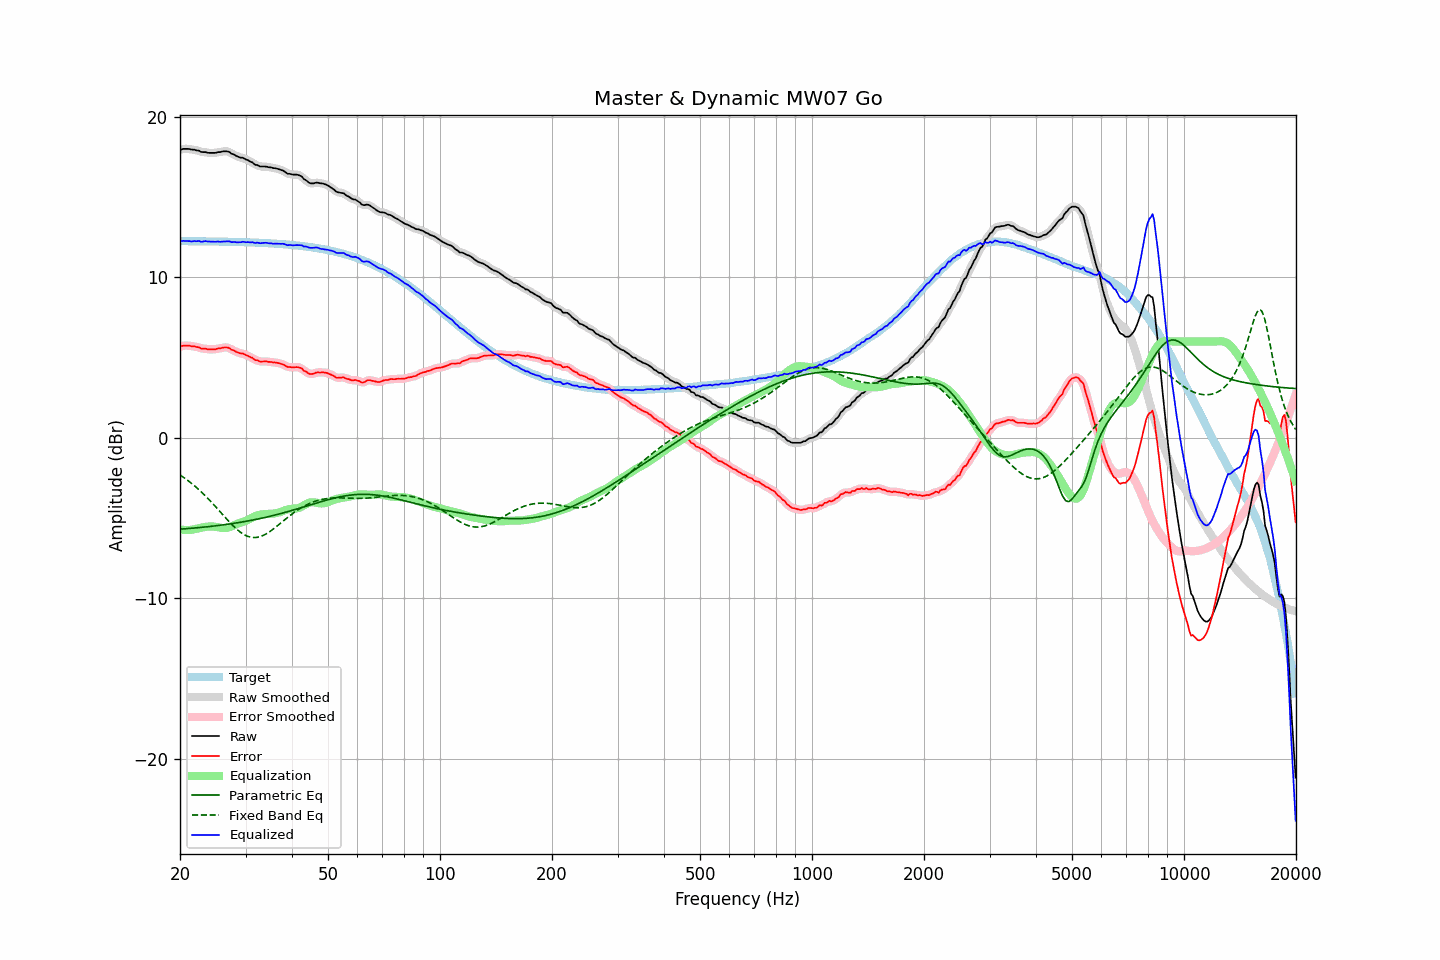 Master & Dynamic MW07 Go
20
10
0
−10
−20
Amplitude (dBr)
Target
Raw Smoothed
Error Smoothed
Raw
Error
Equalization
Parametric Eq
Fixed Band Eq
Equalized
20 50 100 200 500 1000 2000 5000 10000 20000
Frequency (Hz)